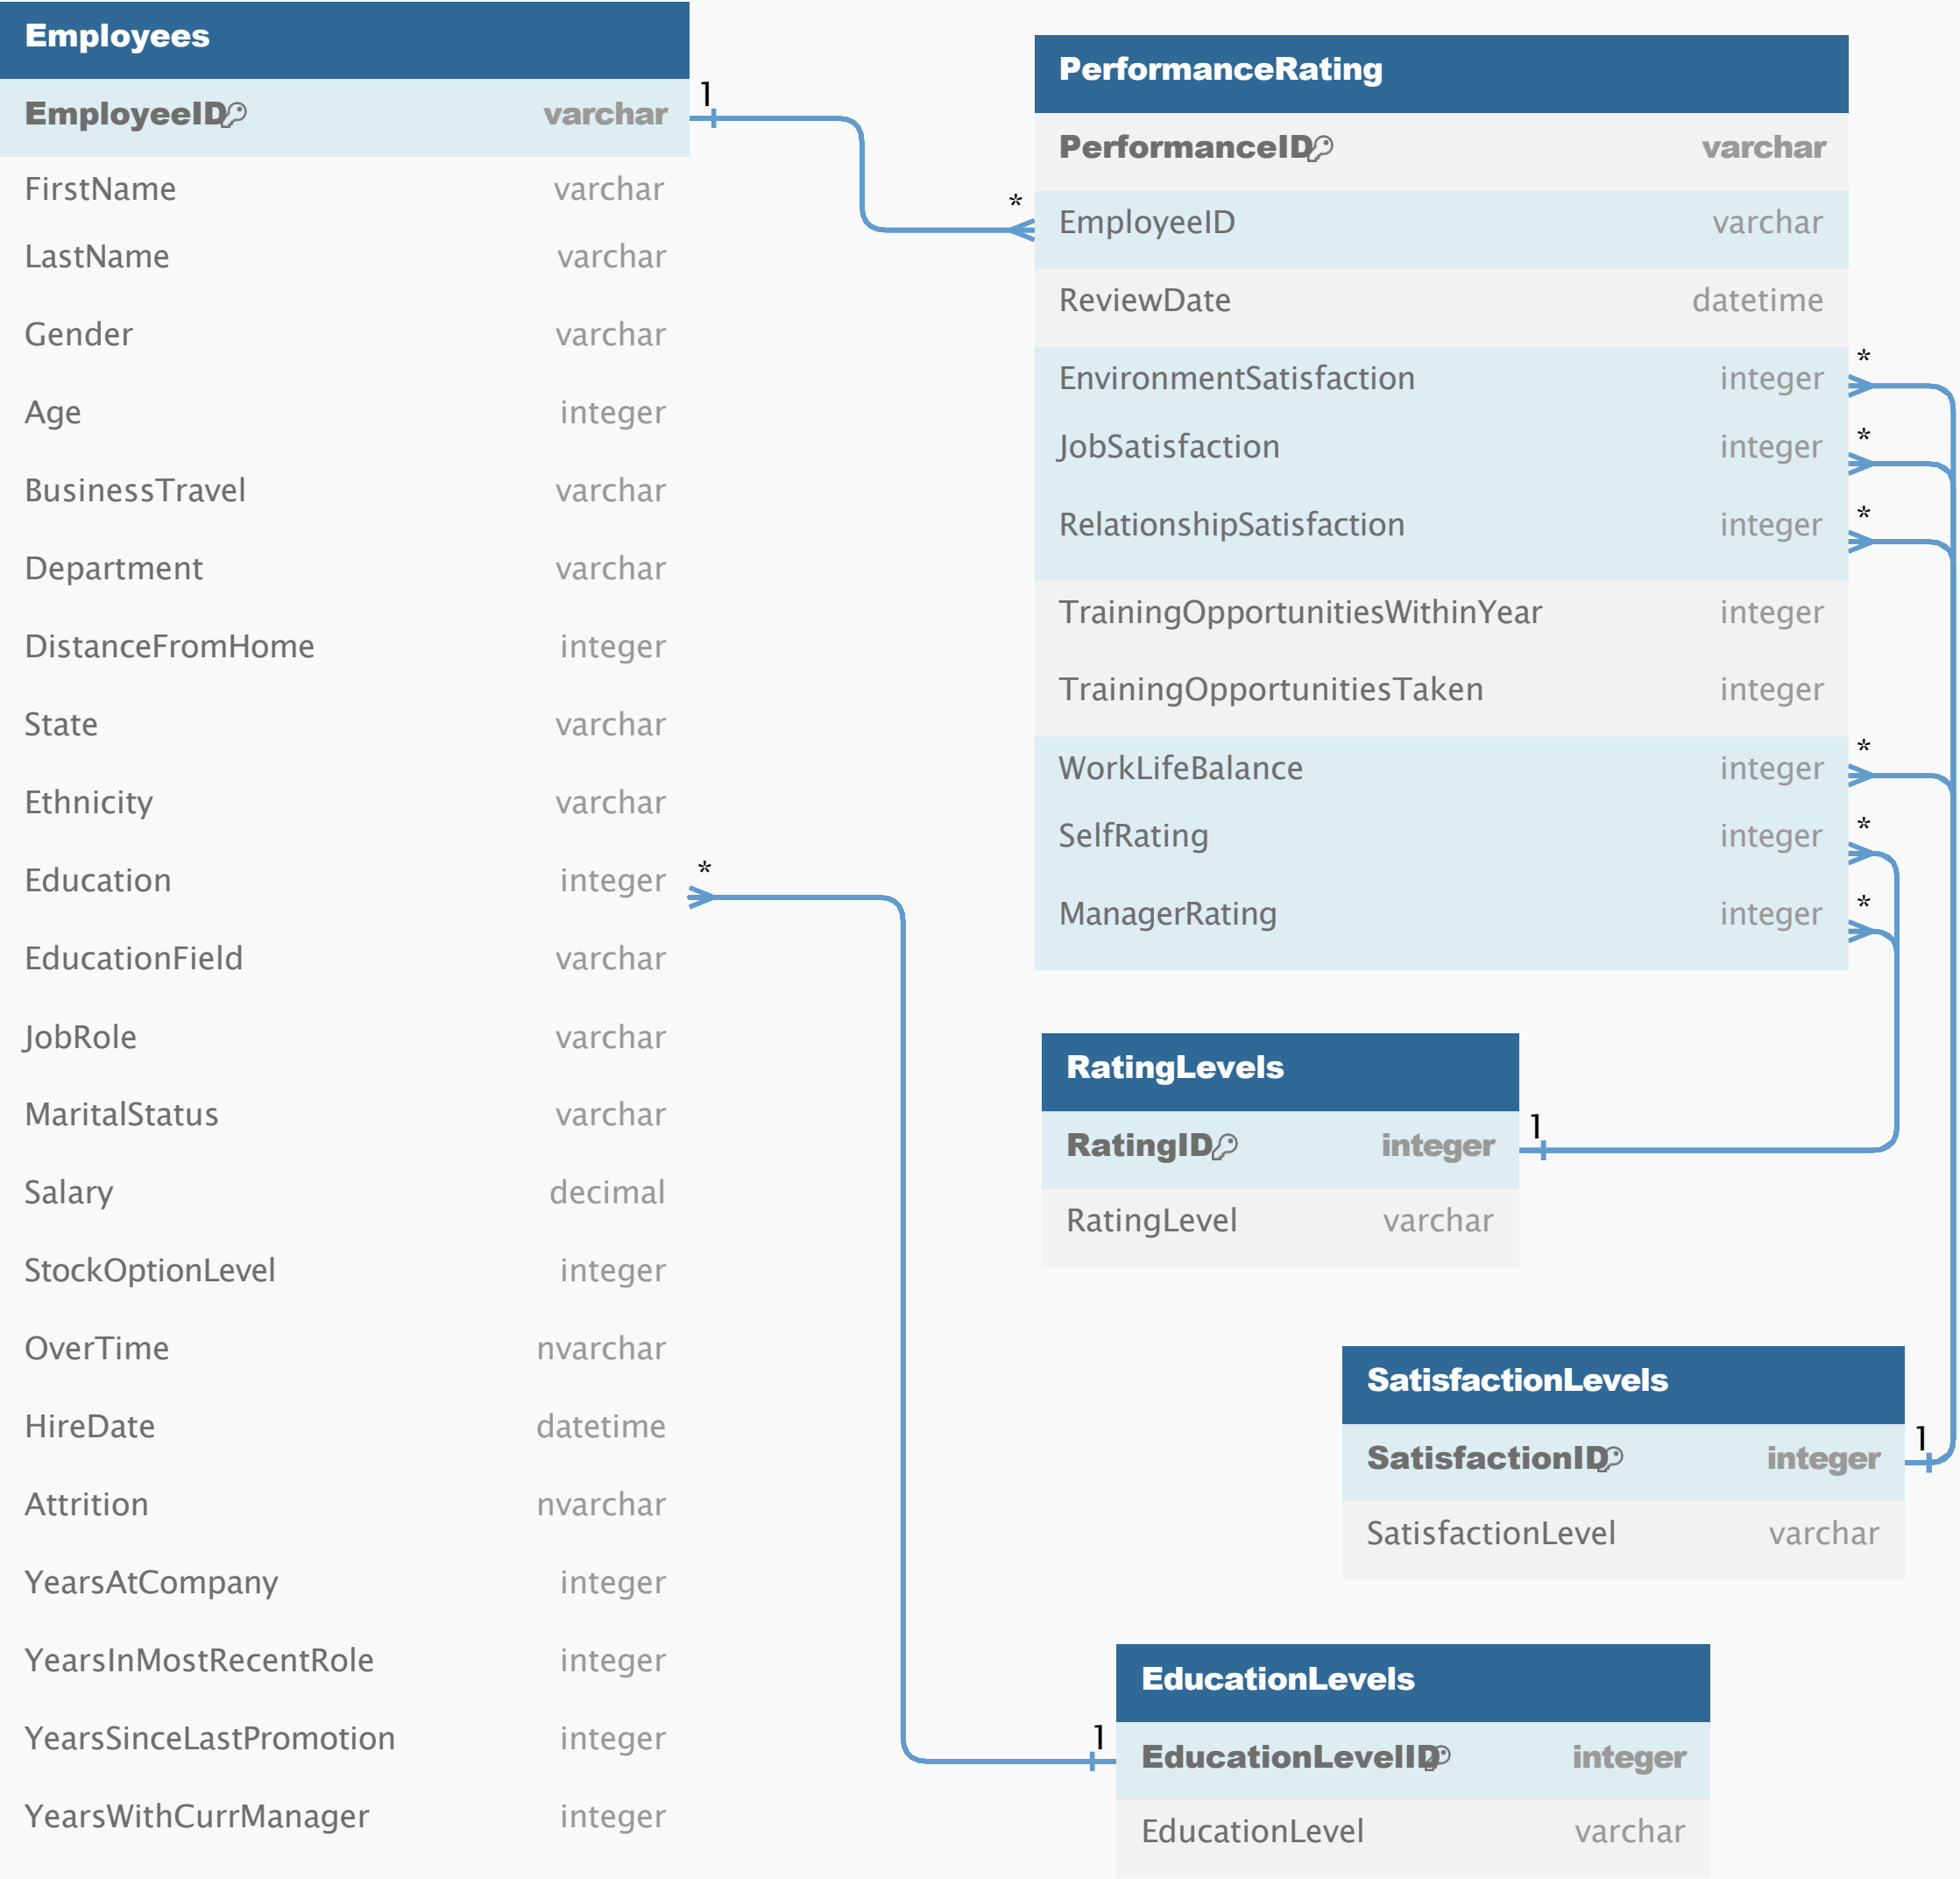 Employees
EmployeeID varchar
FirstName varchar
LastName varchar
Gender varchar
Age integer
BusinessTravel varchar
Department varchar
DistanceFromHome integer
State varchar
Ethnicity varchar
Education integer
EducationField varchar
JobRole varchar
MaritalStatus varchar
Salary decimal
StockOptionLevel integer
OverTime nvarchar
HireDate datetime
Attrition nvarchar
YearsAtCompany integer
YearsInMostRecentRole integer
YearsSinceLastPromotion integer
YearsWithCurrManager integer
1
*
*
1
PerformanceRating
PerformanceID varchar
EmployeeID varchar
ReviewDate datetime
EnvironmentSatisfaction integer *
JobSatisfaction integer *
RelationshipSatisfaction integer *
TrainingOpportunitiesWithinYear integer
TrainingOpportunitiesTaken integer
WorkLifeBalance integer *
SelfRating integer *
ManagerRating integer *
RatingLevels
RatingID integer 1
RatingLevel varchar
SatisfactionLevels
SatisfactionID integer 1
SatisfactionLevel varchar
EducationLevels
EducationLevelID integer
EducationLevel varchar